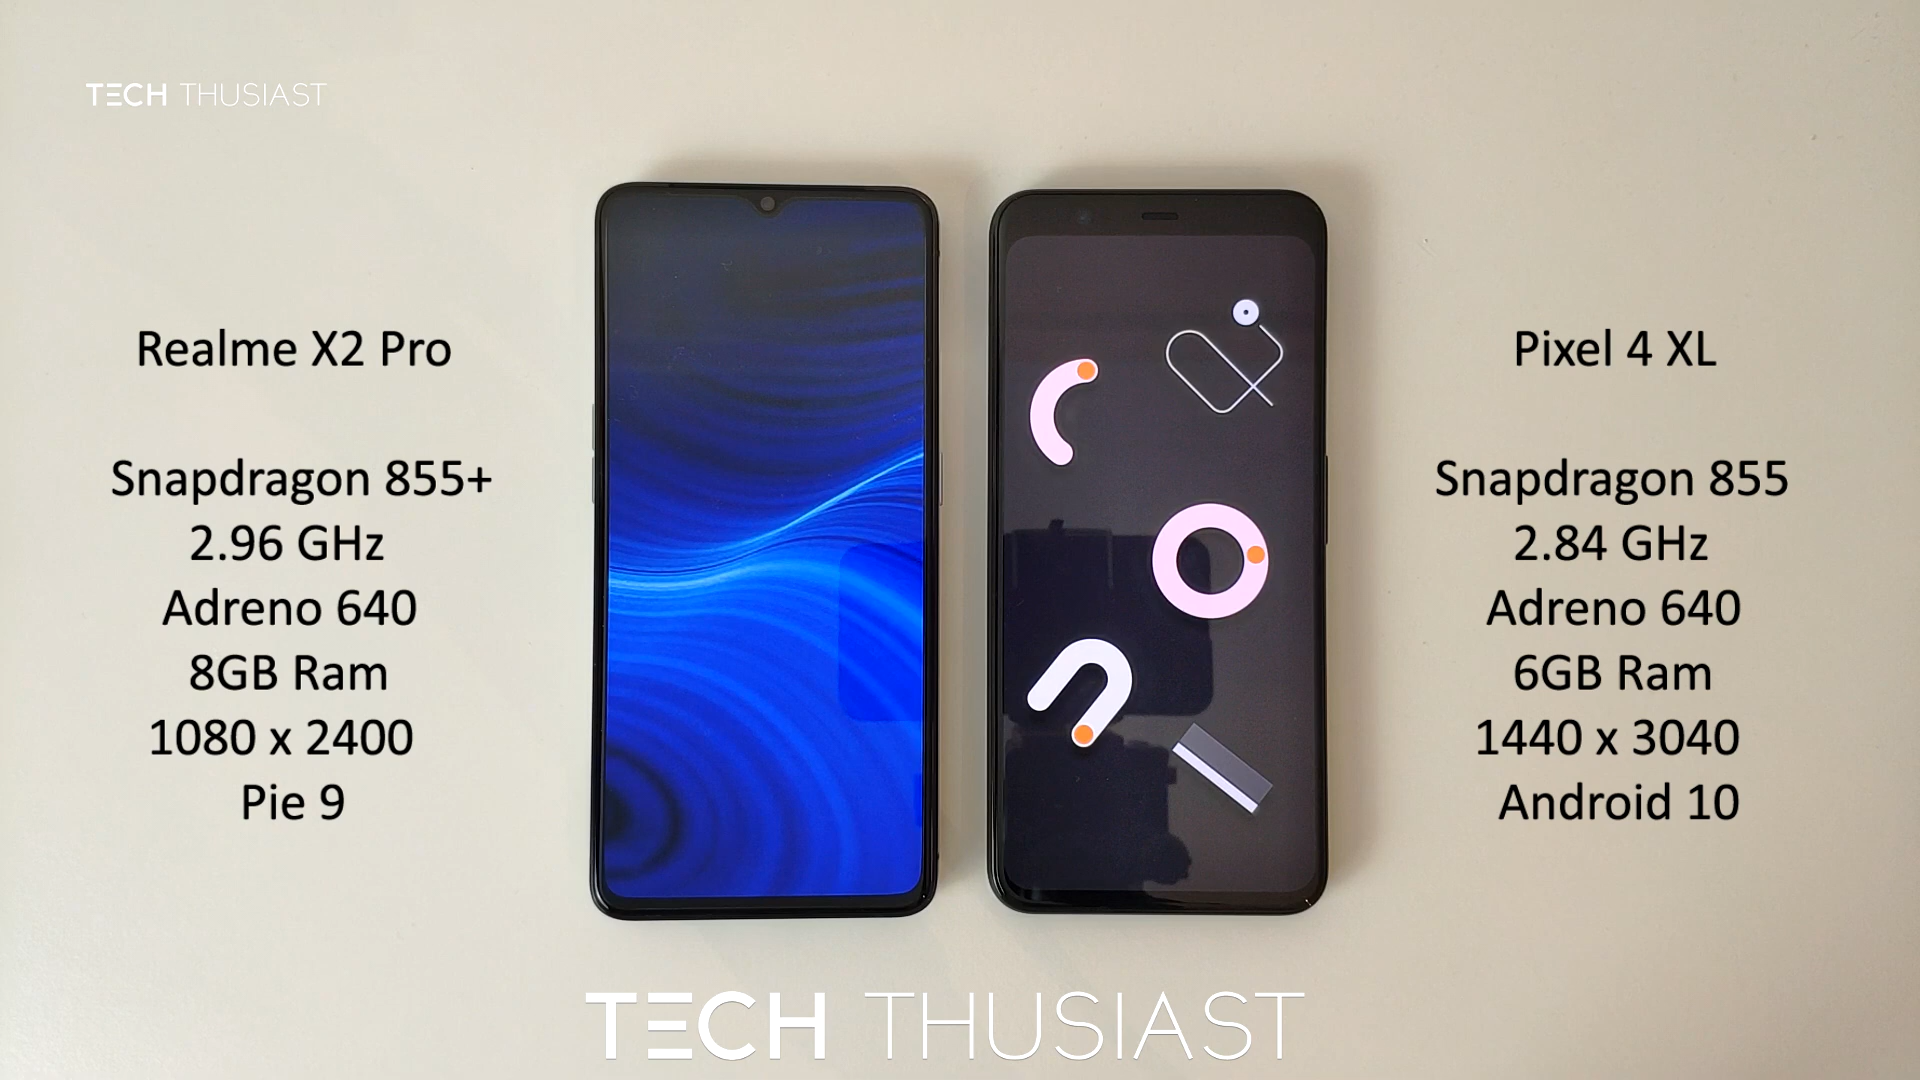 TECH THUSIAST
Realme X2 Pro
Snapdragon 855+
2.96 GHz
Adreno 640
8GB Ram
1080 x 2400
Pie 9
Pixel 4 XL
Snapdragon 855
2.84 GHz
Adreno 640
6GB Ram
1440 x 3040
Android 10
TECH THUSIAST